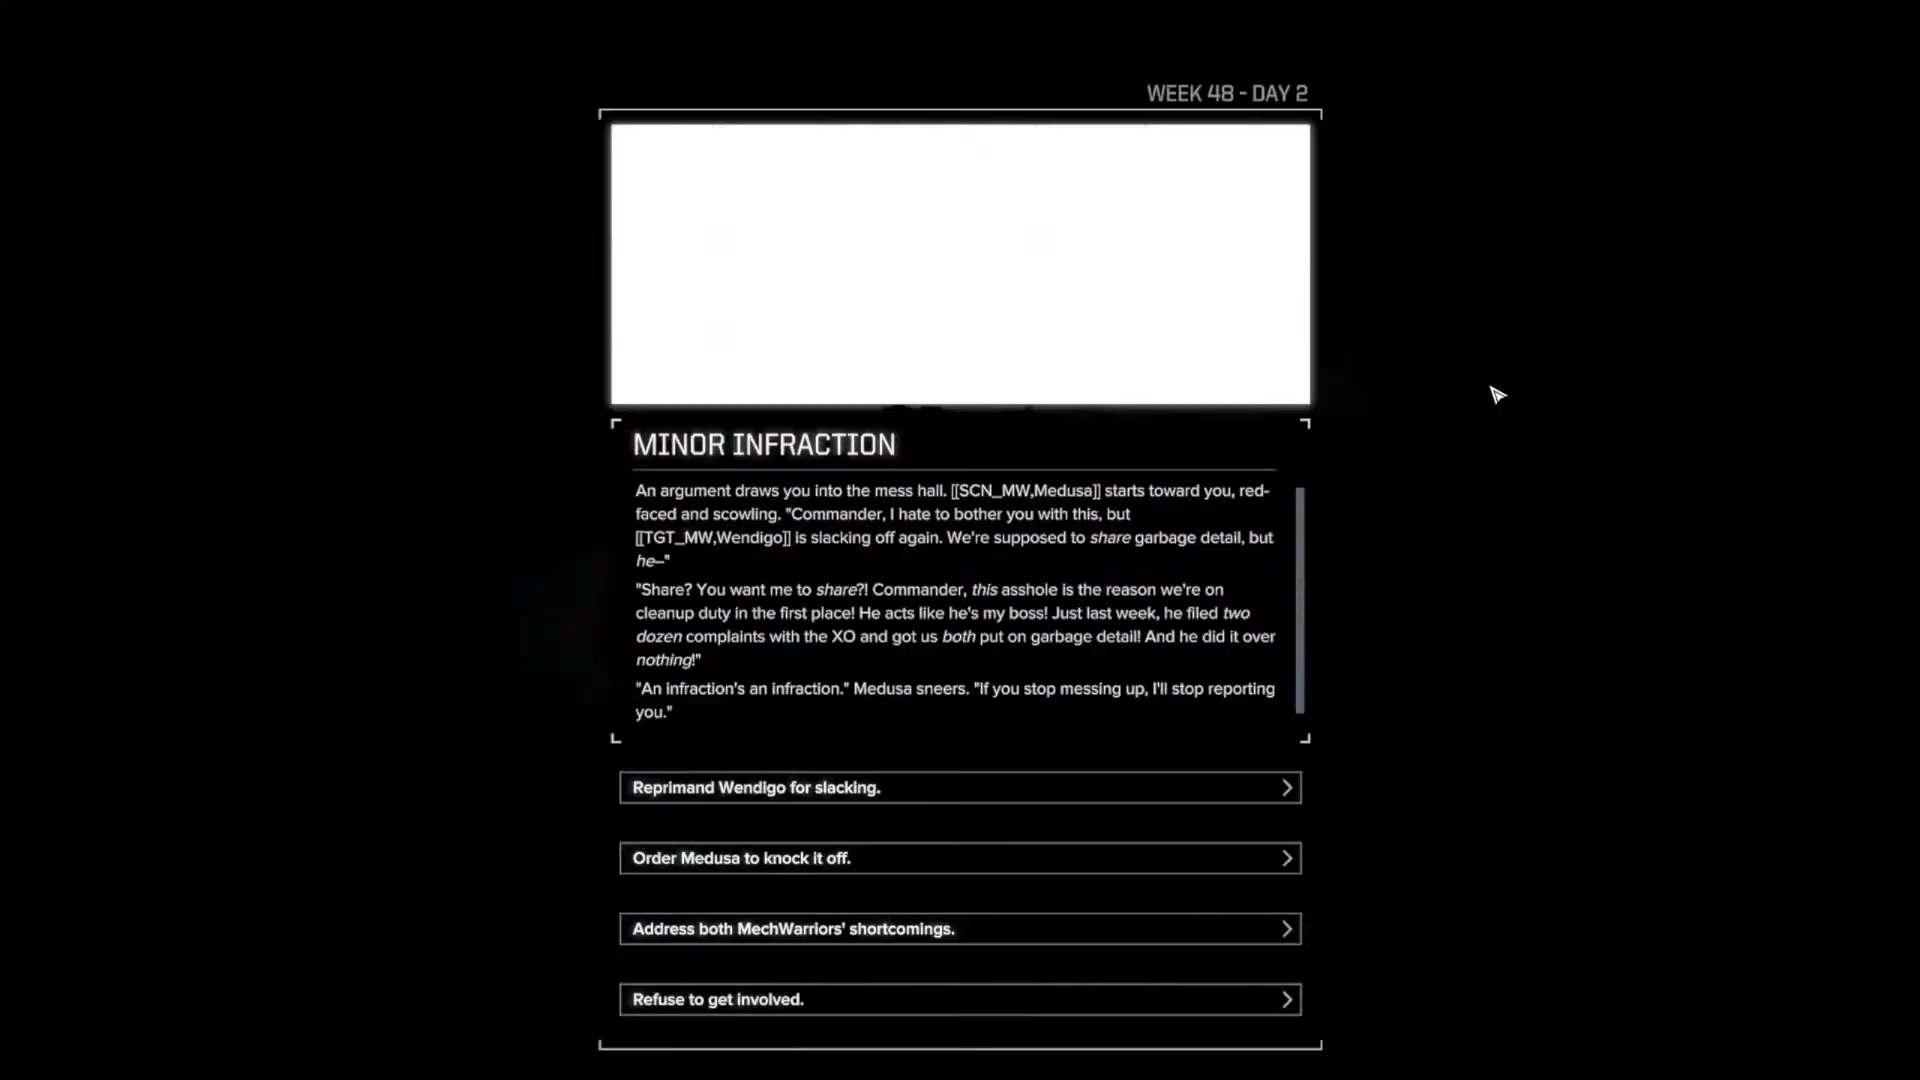 WEEK 48 - DAY 2
MINOR INFRACTION
An argument draws you into the mess hall. [[SCN_MW,Medusa]] starts toward you, red-
faced and scowling. "Commander, I hate to bother you with this, but
[[TGT_MW,Wendigo]] is slacking off again. We're supposed to share garbage detail, but
he–"
"Share? You want me to share?! Commander, this asshole is the reason we're on
cleanup duty in the first place! He acts like he's my boss! Just last week, he filed two
dozen complaints with the XO and got us both put on garbage detail! And he did it over
nothing!"
"An infraction's an infraction." Medusa sneers. "If you stop messing up, I'll stop reporting
you."
Reprimand Wendigo for slacking.
Order Medusa to knock it off.
Address both MechWarriors' shortcomings.
Refuse to get involved.